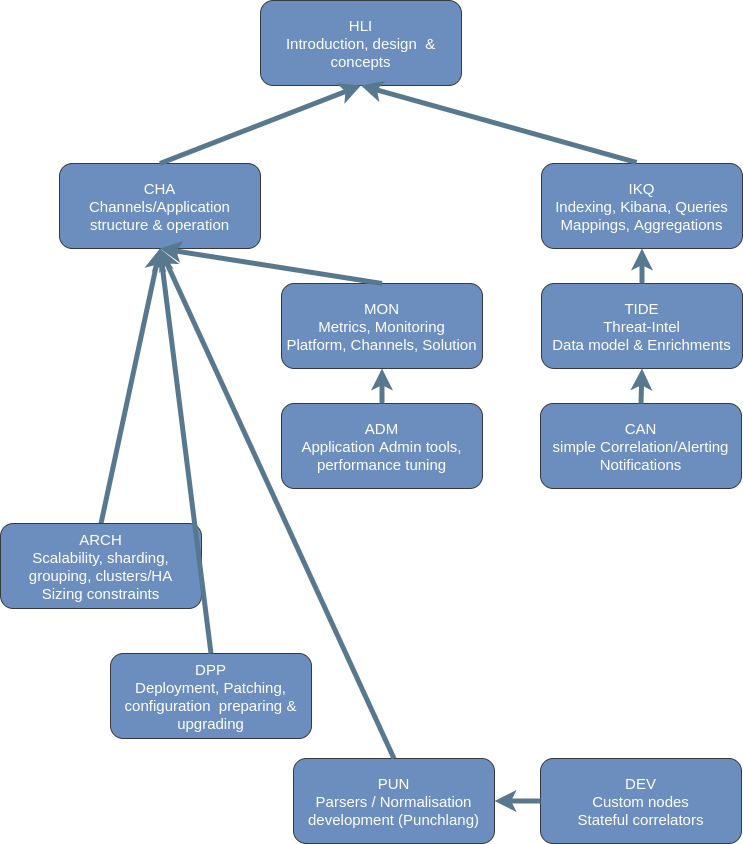 HLI
Introduction, design  &
concepts
CHA
Channels/Application
structure & operation
IKQ
Indexing, Kibana, Queries
Mappings, Aggregations
MON
Metrics, Monitoring
Platform, Channels, Solution
TIDE
Threat-Intel
Data model & Enrichments
ADM
Application Admin tools,
performance tuning
CAN
simple Correlation/Alerting
Notifications
ARCH
Scalability, sharding,
grouping, clusters/HA
Sizing constraints
DPP
Deployment, Patching,
configuration  preparing &
upgrading
PUN
Parsers / Normalisation
development (Punchlang)
DEV
Custom nodes
Stateful correlators